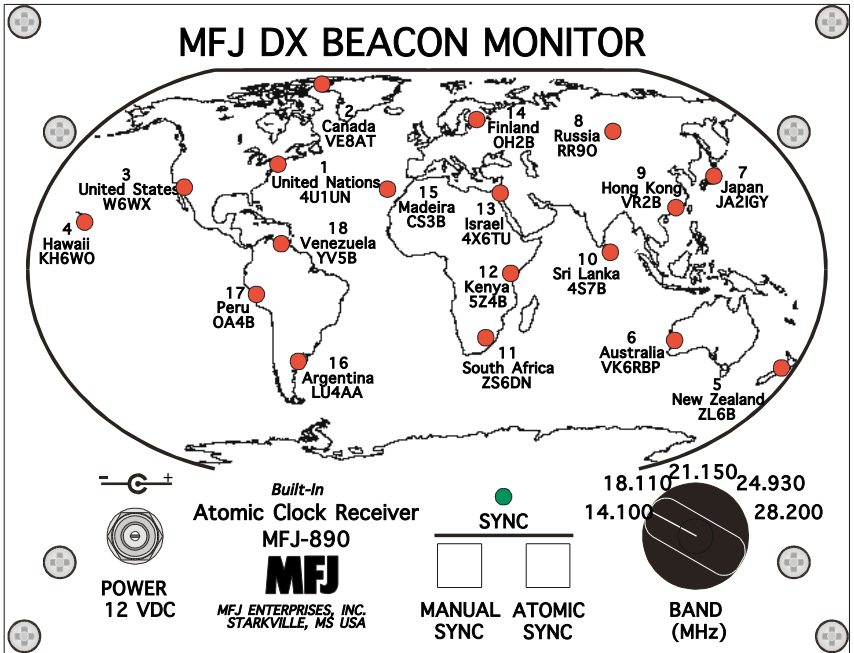 MFJ DX BEACON MONITOR
2
Canada
VE8AT
14
Finland
OH2B
8
Russia
RR9O
3
United States
W6WX
1
United Nations
4U1UN
15
Madeira
CS3B
13
Israel
4X6TU
9
Hong Kong
VR2B
7
Japan
JA2IGY
4
Hawaii
KH6WO
18
Venezuela
YV5B
12
Kenya
5Z4B
10
Sri Lanka
4S7B
17
Peru
OA4B
16
Argentina
LU4AA
11
South Africa
ZS6DN
6
Australia
VK6RBP
5
New Zealand
ZL6B
- +
POWER
12 VDC
Built-In
Atomic Clock Receiver
MFJ-890
MFJ
MFJ ENTERPRISES, INC.
STARKVILLE, MS USA
SYNC
MANUAL
SYNC
ATOMIC
SYNC
14.100
18.110
21.150
24.930
28.200
BAND
(MHz)